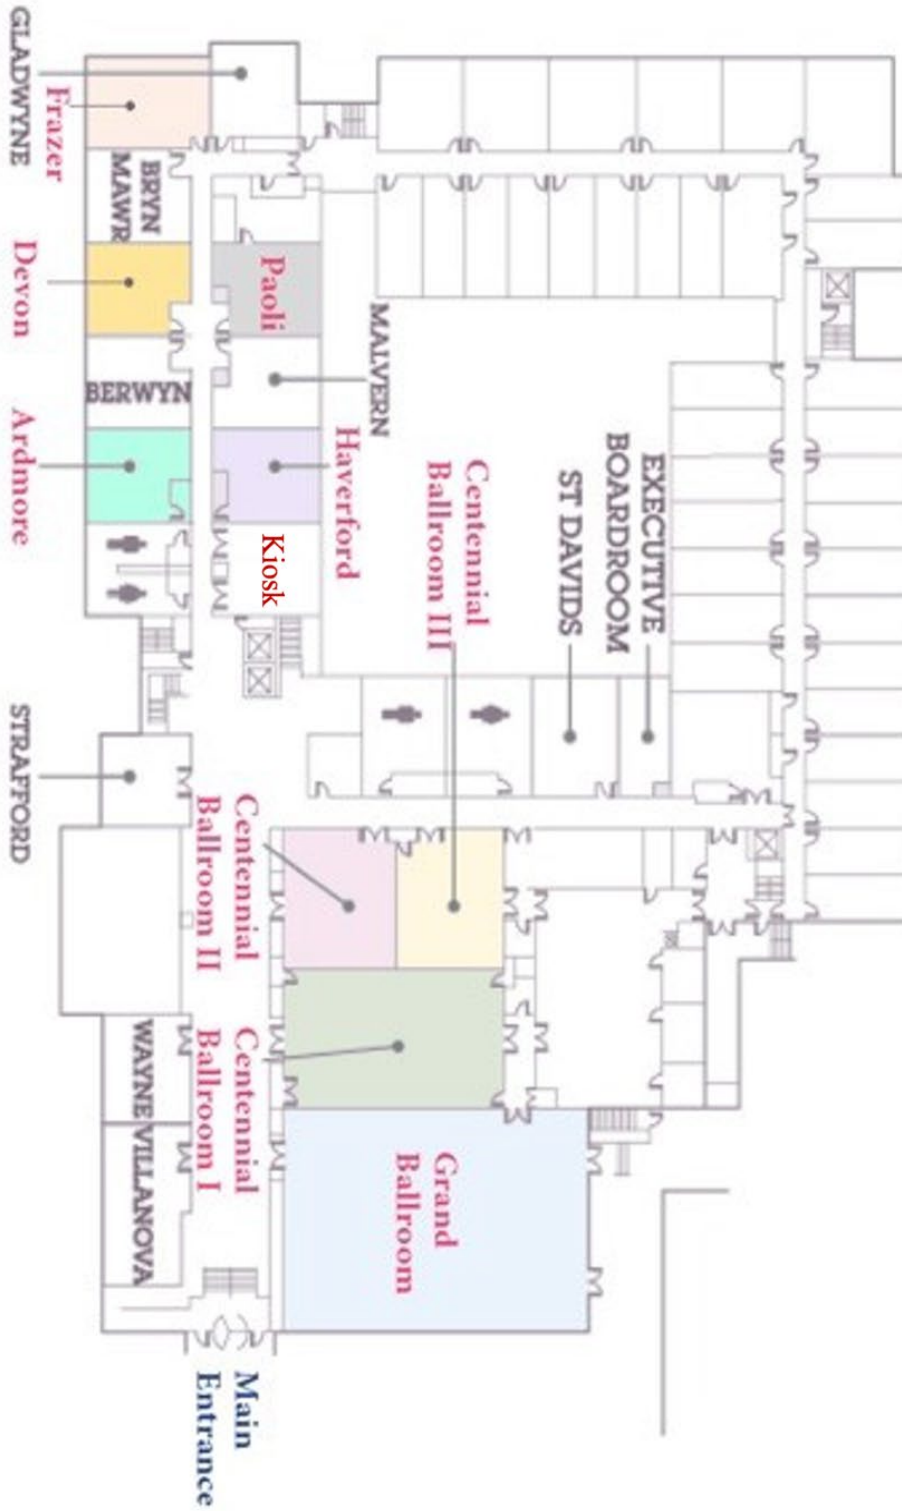 GLADWYNE
Frazer
BRYN
MAWR
Devon
Paoli
MALVERN
BERWYN
Ardmore
Haverford
Kiosk
Centennial
Ballroom III
EXECUTIVE
BOARDROOM
ST DAVIDS
STRAFFORD
Centennial
Ballroom II
Centennial
Ballroom I
WAYNE
VILLANOVA
Grand
Ballroom
Main
Entrance